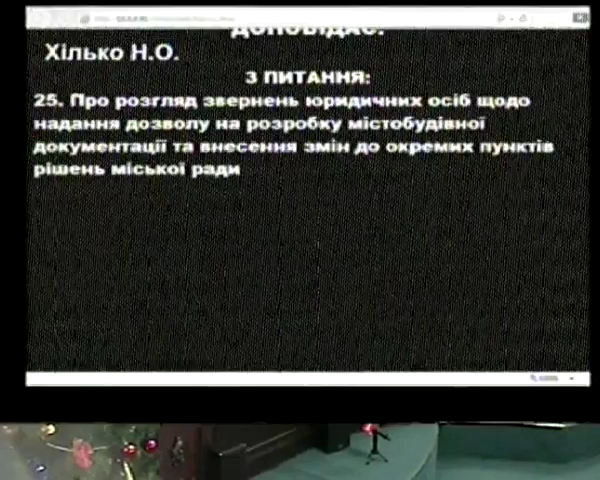 ДОПОВІДАЄ:
Хілько Н.О.
З ПИТАННЯ:
25. Про розгляд звернень юридичних осіб щодо
надання дозволу на розробку містобудівної
документації та внесення змін до окремих пунктів
рішень міської ради